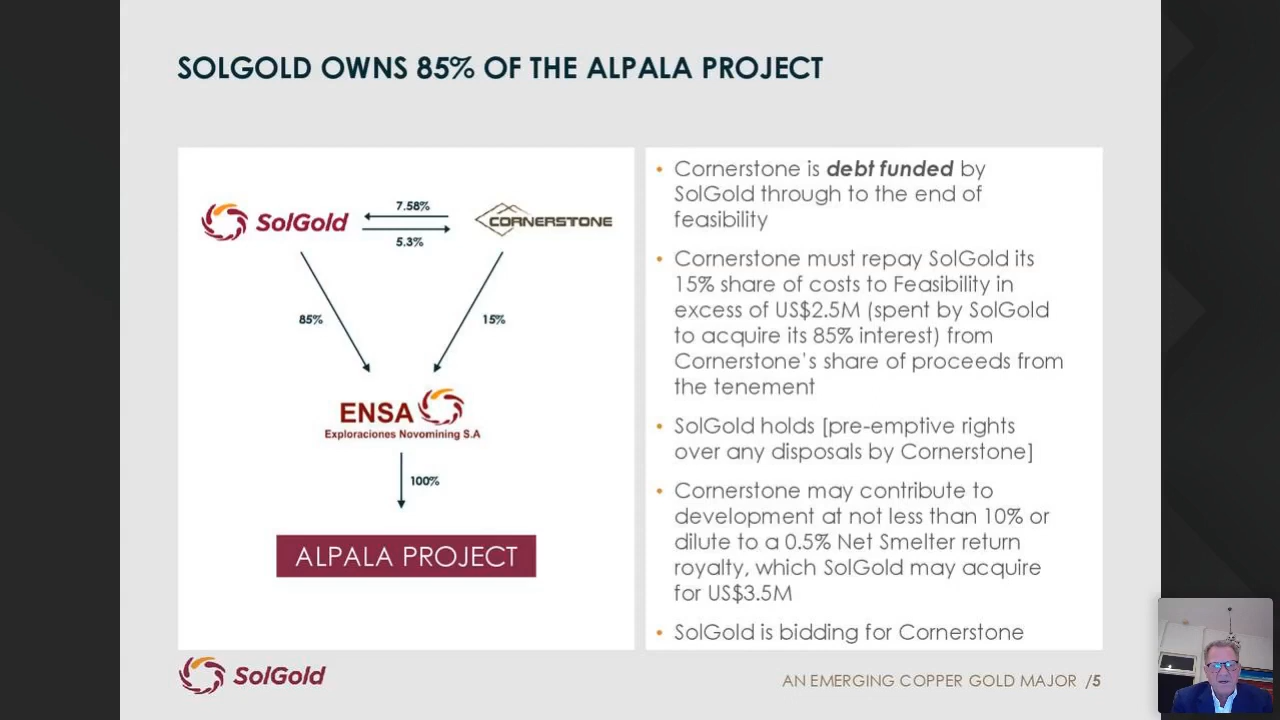 SOLGOLD OWNS 85% OF THE ALPALA PROJECT
SolGold
7.58%
5.3%
CORNERSTONE
85%
15%
ENSA
Exploraciones Novomining S.A
100%
ALPALA PROJECT
• Cornerstone is debt funded by
SolGold through to the end of
feasibility
• Cornerstone must repay SolGold its
15% share of costs to Feasibility in
excess of US$2.5M (spent by SolGold
to acquire its 85% interest) from
Cornerstone's share of proceeds from
the tenement
• SolGold holds [pre-emptive rights
over any disposals by Cornerstone]
• Cornerstone may contribute to
development at not less than 10% or
dilute to a 0.5% Net Smelter return
royalty, which SolGold may acquire
for US$3.5M
• SolGold is bidding for Cornerstone
SolGold
AN EMERGING COPPER GOLD MAJOR /5